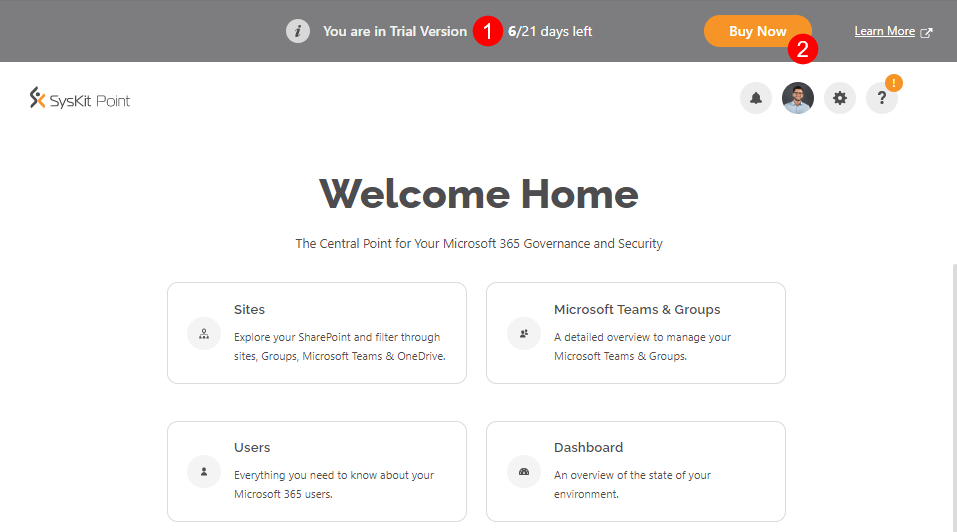 i You are in Trial Version 1 6/21 days left Buy Now 2 Learn More
SysKit Point
! ?
Welcome Home
The Central Point for Your Microsoft 365 Governance and Security
Sites
Explore your SharePoint and filter through
sites, Groups, Microsoft Teams & OneDrive.
Microsoft Teams & Groups
A detailed overview to manage your
Microsoft Teams & Groups.
Users
Everything you need to know about your
Microsoft 365 users.
Dashboard
An overview of the state of your
environment.